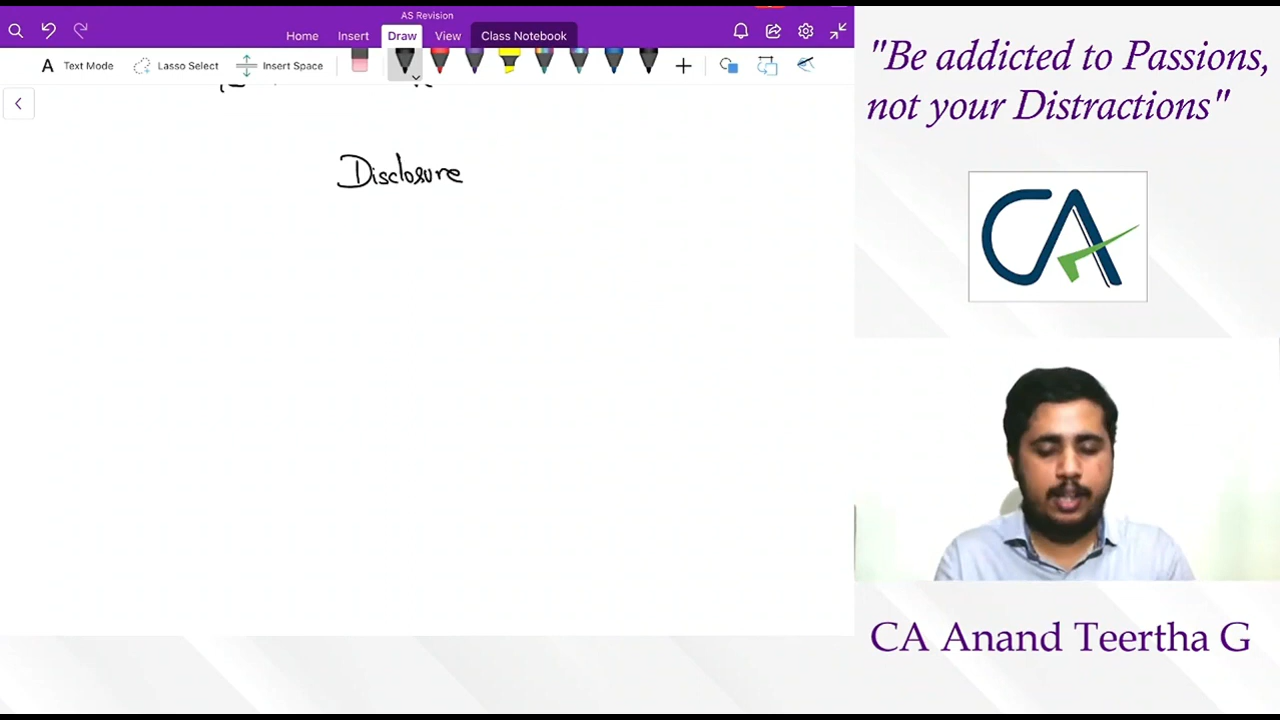 AS Revision
Home Insert Draw View Class Notebook
A Text Mode Lasso Select Insert Space
Disclosure
"Be addicted to Passions,
not your Distractions"
CA
CA Anand Teertha G